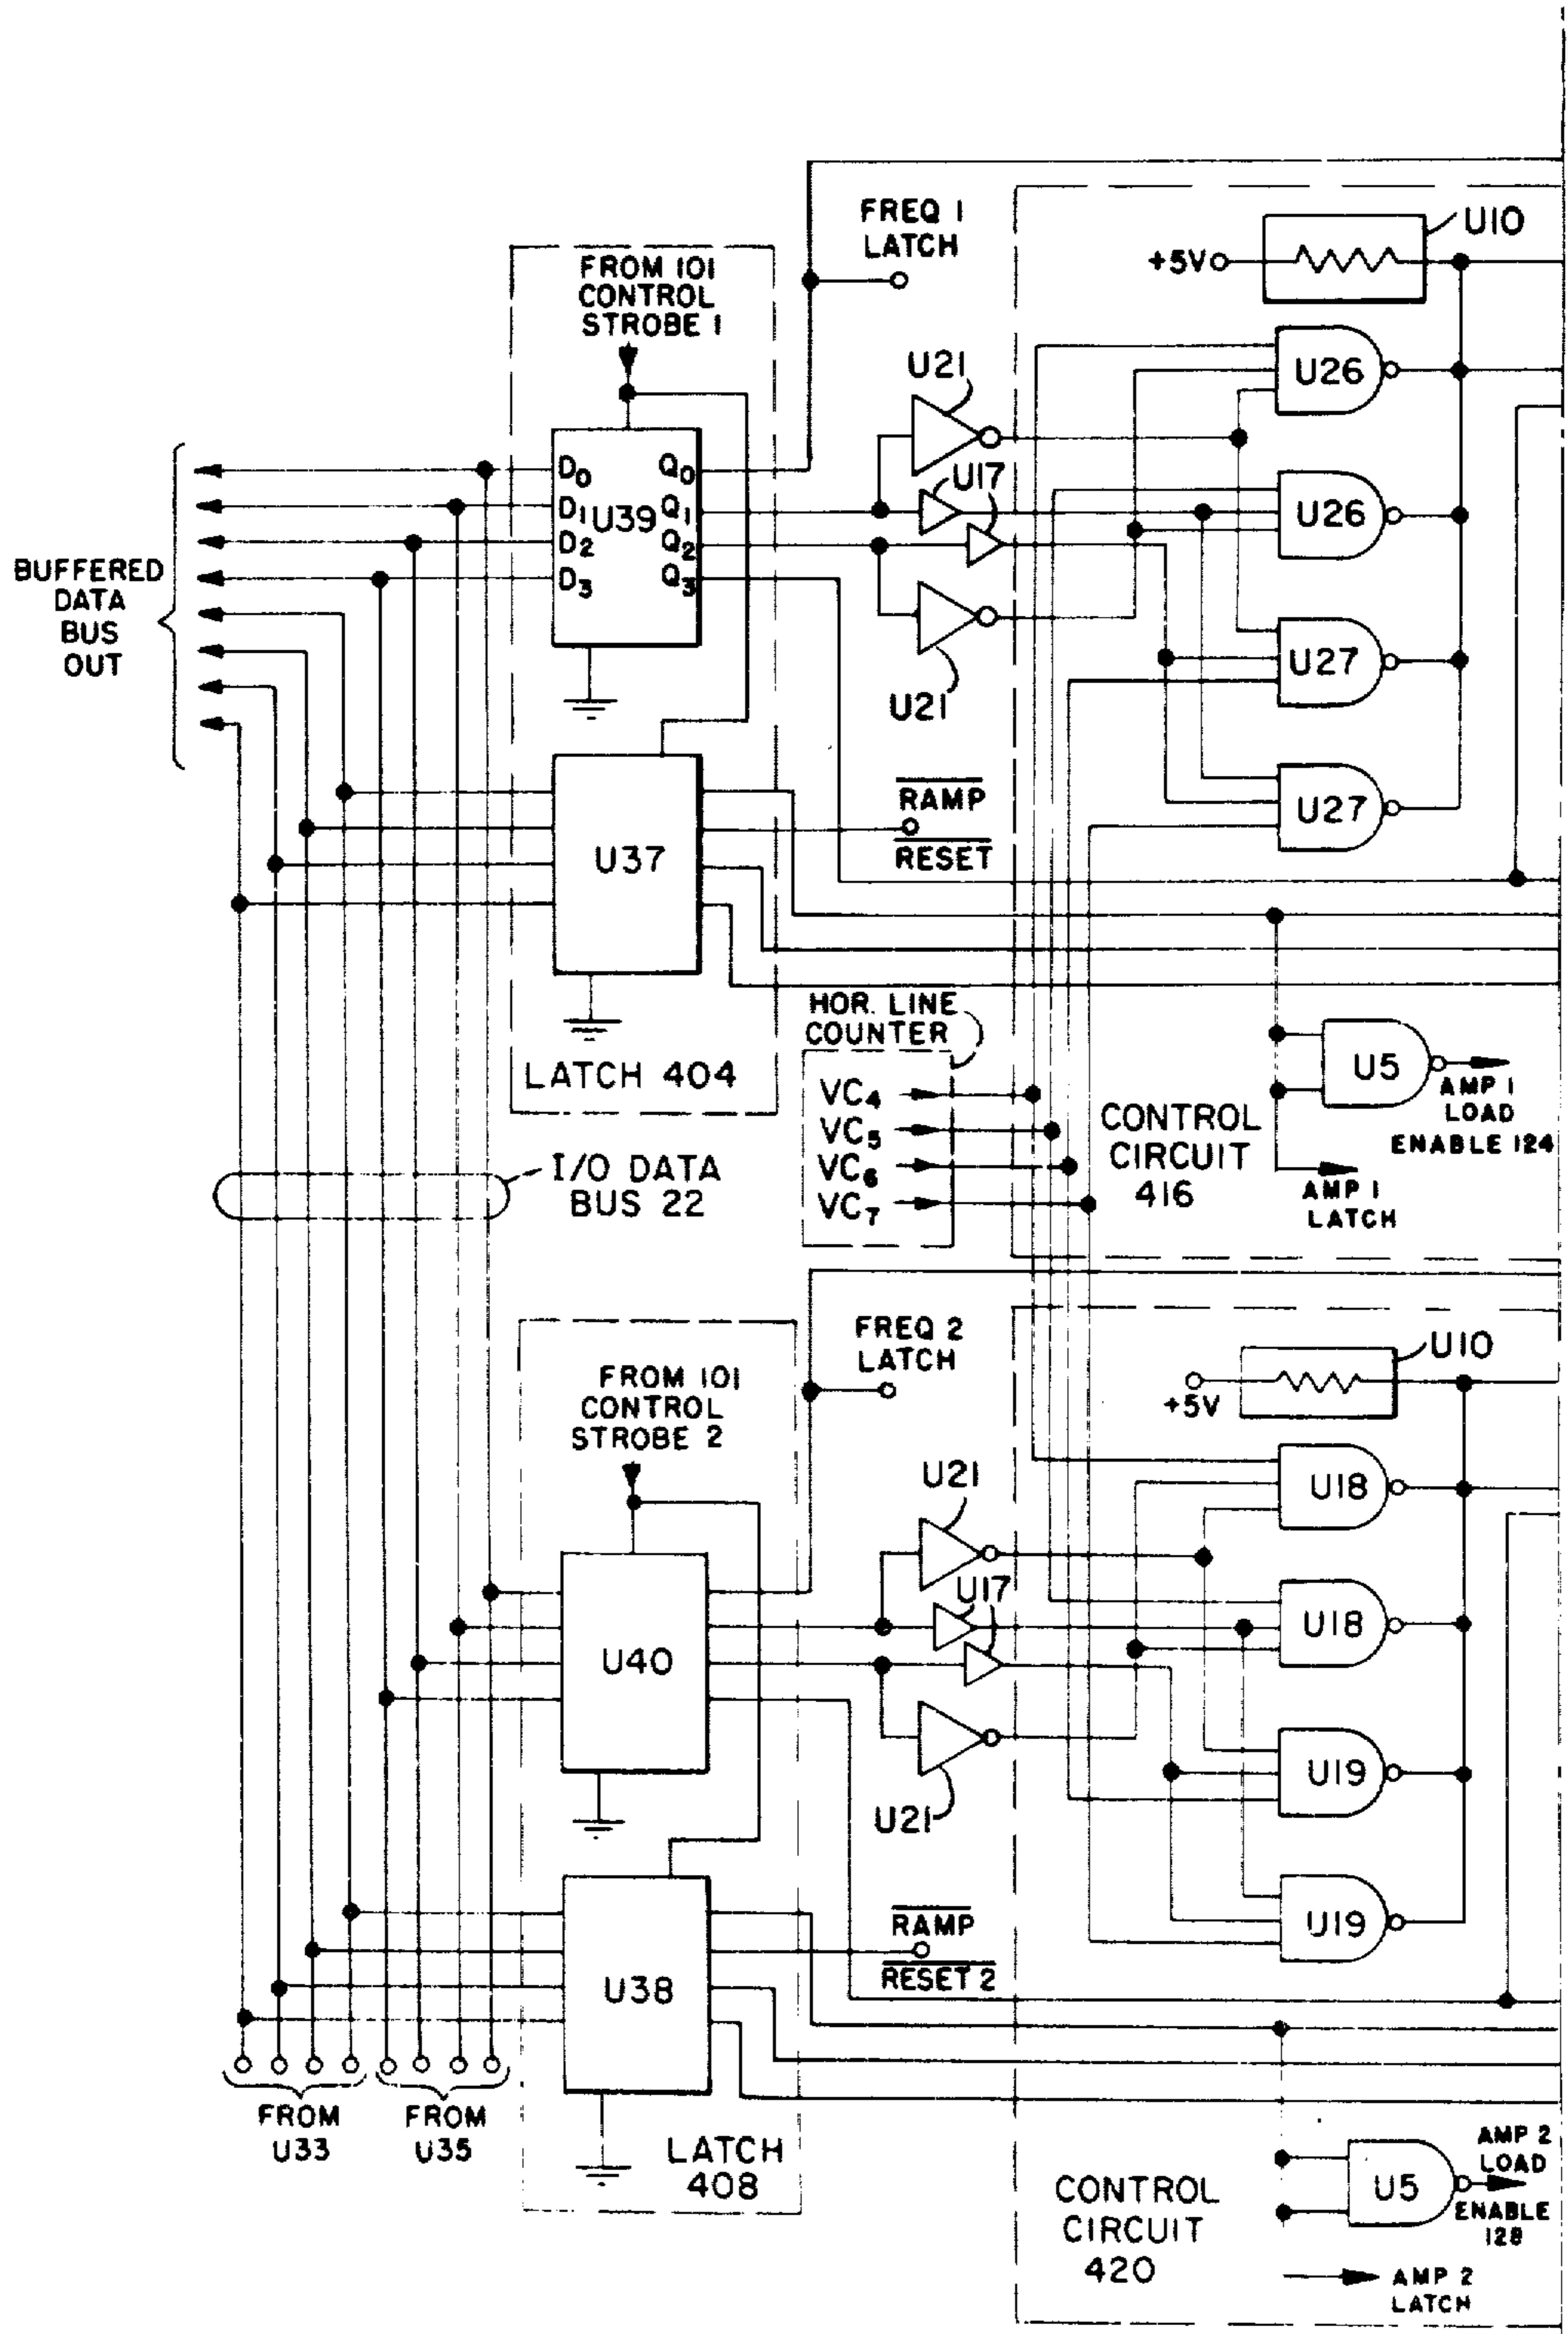 FREQ 1
LATCH
U10
+5V
FROM 101
CONTROL
STROBE 1
U21
U26
D0 Q0
D1 U39 Q1
D2 Q2
D3 Q3
U17
U26
BUFFERED
DATA
BUS
OUT
U21
U27
U27
RAMP
RESET
U37
HOR. LINE
COUNTER
LATCH 404
VC4
VC5
VC6
VC7
CONTROL
CIRCUIT
416
U5
AMP 1
LOAD
ENABLE 124
AMP 1
LATCH
I/O DATA
BUS 22
FREQ 2
LATCH
U10
+5V
FROM 101
CONTROL
STROBE 2
U21
U18
U17
U18
U40
U21
U19
U19
RAMP
RESET 2
U38
FROM
U33
FROM
U35
LATCH
408
CONTROL
CIRCUIT
420
U5
AMP 2
LOAD
ENABLE
128
AMP 2
LATCH